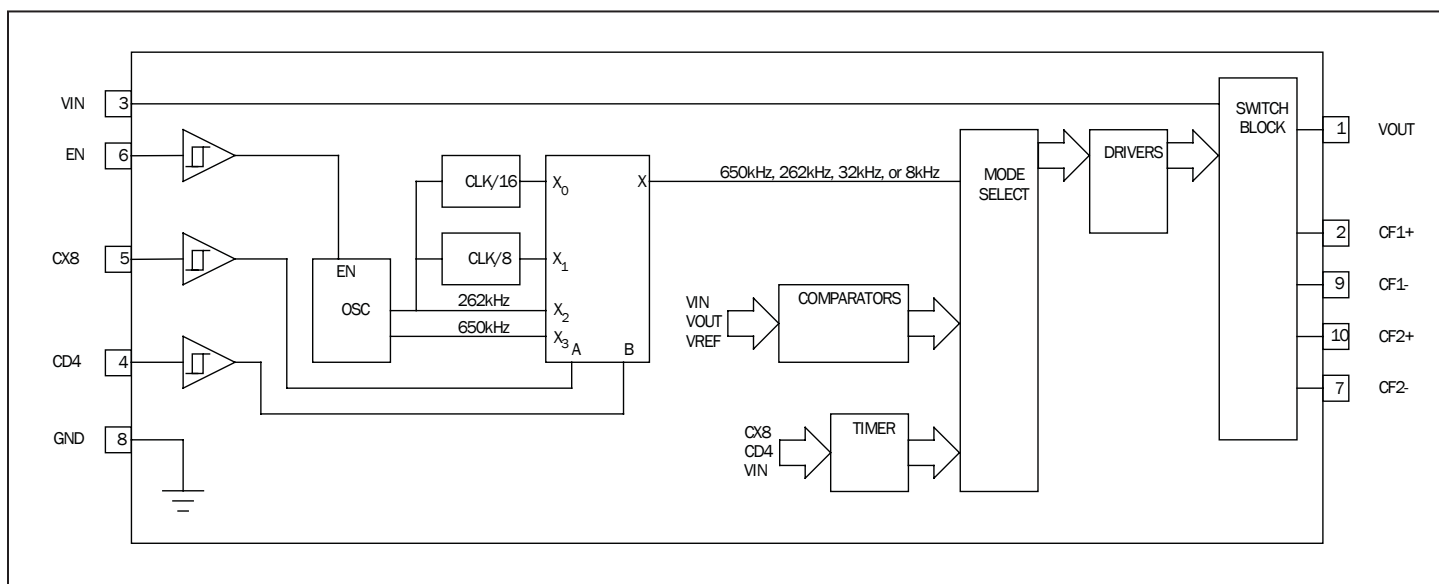 VIN 3
EN 6
CX8 5
CD4 4
GND 8
EN
OSC
CLK/16
CLK/8
262kHz
650kHz
X0
X1
X2
X3
A
B
X
650kHz, 262kHz, 32kHz, or 8kHz
VIN
VOUT
VREF
COMPARATORS
CX8
CD4
VIN
TIMER
MODE
SELECT
DRIVERS
SWITCH
BLOCK
1 VOUT
2 CF1+
9 CF1-
10 CF2+
7 CF2-